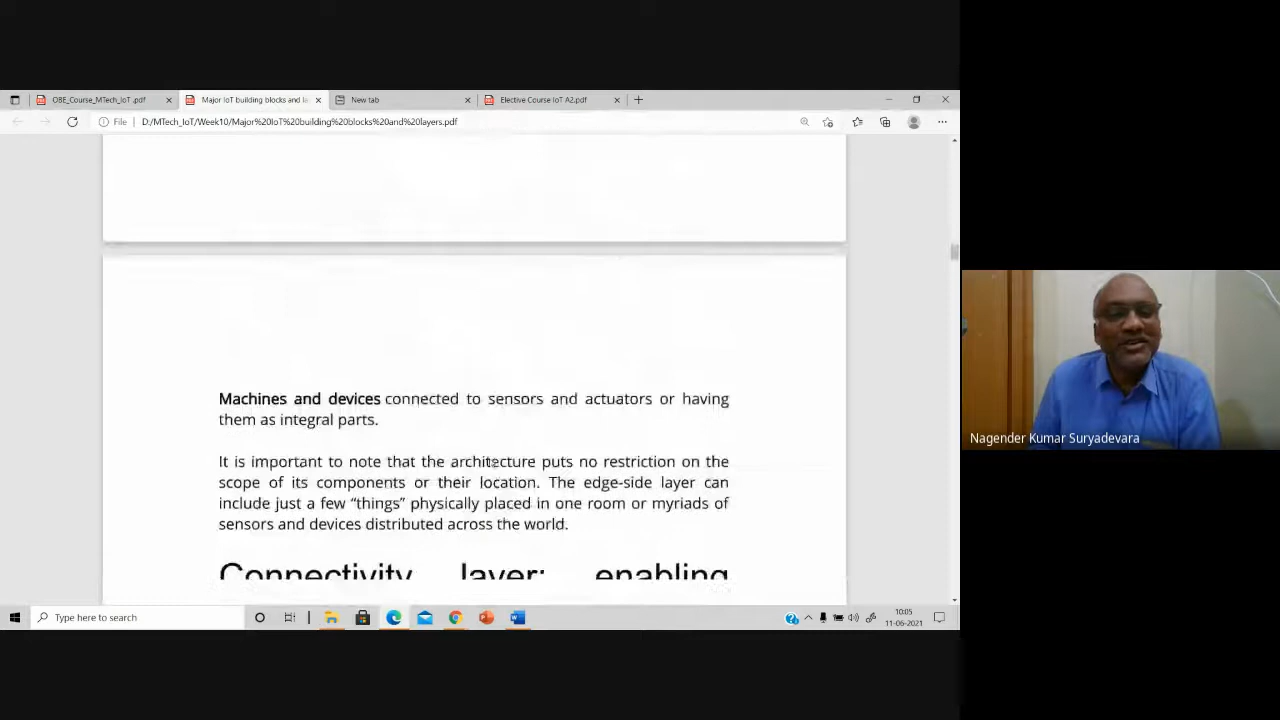 OBE_Course_MTech_IoT .pdf
Major IoT building blocks and la
New tab
Elective Course IoT A2.pdf
File
D:/MTech_IoT/Week10/Major%20IoT%20building%20blocks%20and%20layers.pdf
Machines and devices connected to sensors and actuators or having
them as integral parts.
It is important to note that the architecture puts no restriction on the
scope of its components or their location. The edge-side layer can
include just a few “things” physically placed in one room or myriads of
sensors and devices distributed across the world.
Connectivity layer: enabling
Nagender Kumar Suryadevara
Type here to search
10:05
11-06-2021